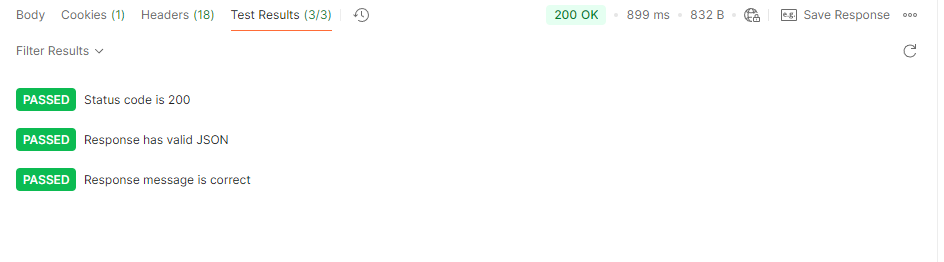 Body Cookies (1) Headers (18) Test Results (3/3) 200 OK 899 ms 832 B e.g. Save Response
Filter Results
PASSED Status code is 200
PASSED Response has valid JSON
PASSED Response message is correct